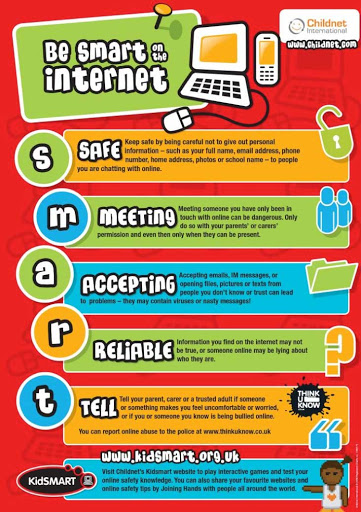 Be smart on the
internet
Childnet
International
www.childnet.com
s
SAFE
Keep safe by being careful not to give out personal
information – such as your full name, email address, phone
number, home address, photos or school name – to people
you are chatting with online.
m
MEETING
Meeting someone you have only been in
touch with online can be dangerous. Only
do so with your parents' or carers'
permission and even then only when they can be present.
a
ACCEPTING
Accepting emails, IM messages, or
opening files, pictures or texts from
people you don't know or trust can lead
to problems – they may contain viruses or nasty messages!
r
RELIABLE
Information you find on the internet may not
be true, or someone online may be lying about
who they are.
?
t
TELL
Tell your parent, carer or a trusted adult if someone
or something makes you feel uncomfortable or worried,
or if you or someone you know is being bullied online.
You can report online abuse to the police at www.thinkuknow.co.uk
THINK
U
KNOW
www.kidsmart.org.uk
KidSMART
Visit Childnet's Kidsmart website to play interactive games and test your
online safety knowledge. You can also share your favourite websites and
online safety tips by Joining Hands with people all around the world.